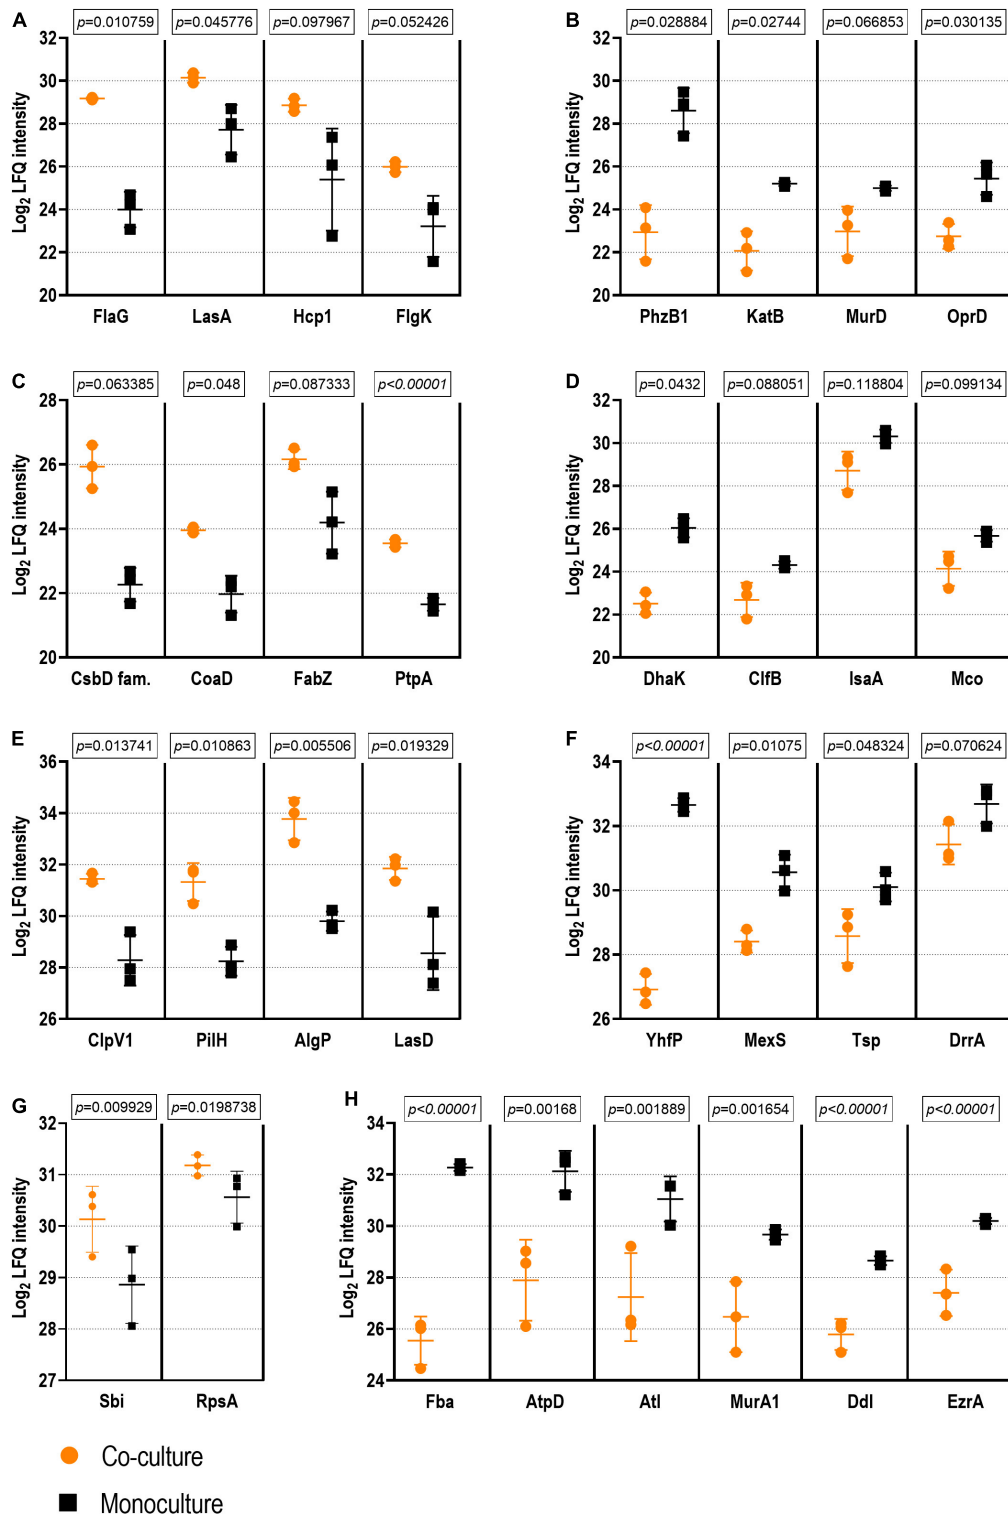 A
p=0.010759 p=0.045776 p=0.097967 p=0.052426
Log2 LFQ intensity
32
30
28
26
24
22
20
FlaG LasA Hcp1 FlgK
B
p=0.028884 p=0.02744 p=0.066853 p=0.030135
Log2 LFQ intensity
32
30
28
26
24
22
20
PhzB1 KatB MurD OprD
C
p=0.063385 p=0.048 p=0.087333 p<0.00001
Log2 LFQ intensity
28
26
24
22
20
CsbD fam. CoaD FabZ PtpA
D
p=0.0432 p=0.088051 p=0.118804 p=0.099134
Log2 LFQ intensity
32
30
28
26
24
22
20
DhaK ClfB IsaA Mco
E
p=0.013741 p=0.010863 p=0.005506 p=0.019329
Log2 LFQ intensity
36
34
32
30
28
26
ClpV1 PilH AlgP LasD
F
p<0.00001 p=0.01075 p=0.048324 p=0.070624
Log2 LFQ intensity
34
32
30
28
26
YhfP MexS Tsp DrrA
G
p=0.009929 p=0.0198738
Log2 LFQ intensity
32
31
30
29
28
27
Sbi RpsA
H
p<0.00001 p=0.00168 p=0.001889 p=0.001654 p<0.00001 p<0.00001
Log2 LFQ intensity
34
32
30
28
26
24
Fba AtpD Atl MurA1 Ddl EzrA
Co-culture
Monoculture